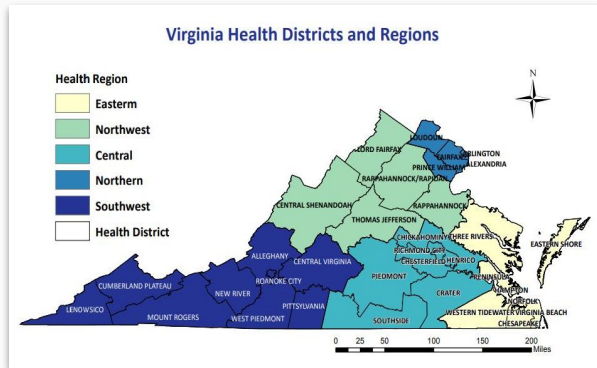 Virginia Health Districts and Regions
Health Region
Eastern
Northwest
Central
Northern
Southwest
Health District
N
LOUDOUN
LORD FAIRFAX
FAIRFAX
ARLINGTON
ALEXANDRIA
PRINCE WILLIAM
RAPPAHANNOCK/RAPIDAN
CENTRAL SHENANDOAH
RAPPAHANNOCK
THOMAS JEFFERSON
CHICKAHOMINY
THREE RIVERS
EASTERN SHORE
ALLEGHANY
CENTRAL VIRGINIA
RICHMOND CITY
CHESTERFIELD
HENRICO
PIEDMONT
PENINSULA
ROANOKE CITY
CUMBERLAND PLATEAU
NEW RIVER
CRATER
HAMPTON
NORFOLK
LENOWISCO
MOUNT ROGERS
WEST PIEDMONT
PITTSYLVANIA
SOUTHSIDE
WESTERN TIDEWATER
VIRGINIA BEACH
CHESAPEAKE
0 25 50 100 150 200
Miles